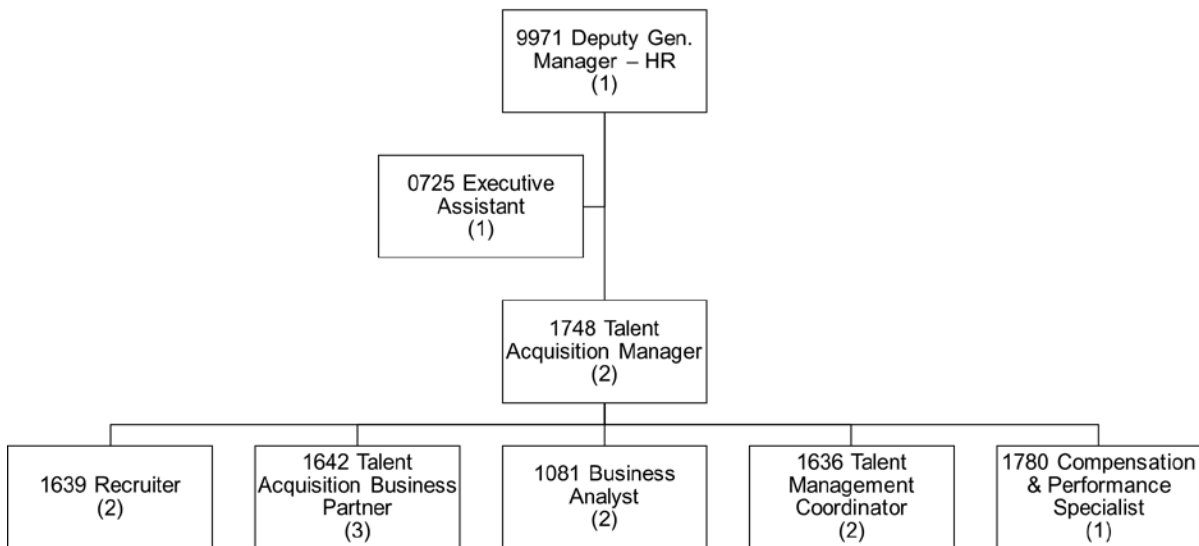 9971 Deputy Gen.
Manager – HR
(1)
0725 Executive
Assistant
(1)
1748 Talent
Acquisition Manager
(2)
1639 Recruiter
(2)
1642 Talent
Acquisition Business
Partner
(3)
1081 Business
Analyst
(2)
1636 Talent
Management
Coordinator
(2)
1780 Compensation
& Performance
Specialist
(1)